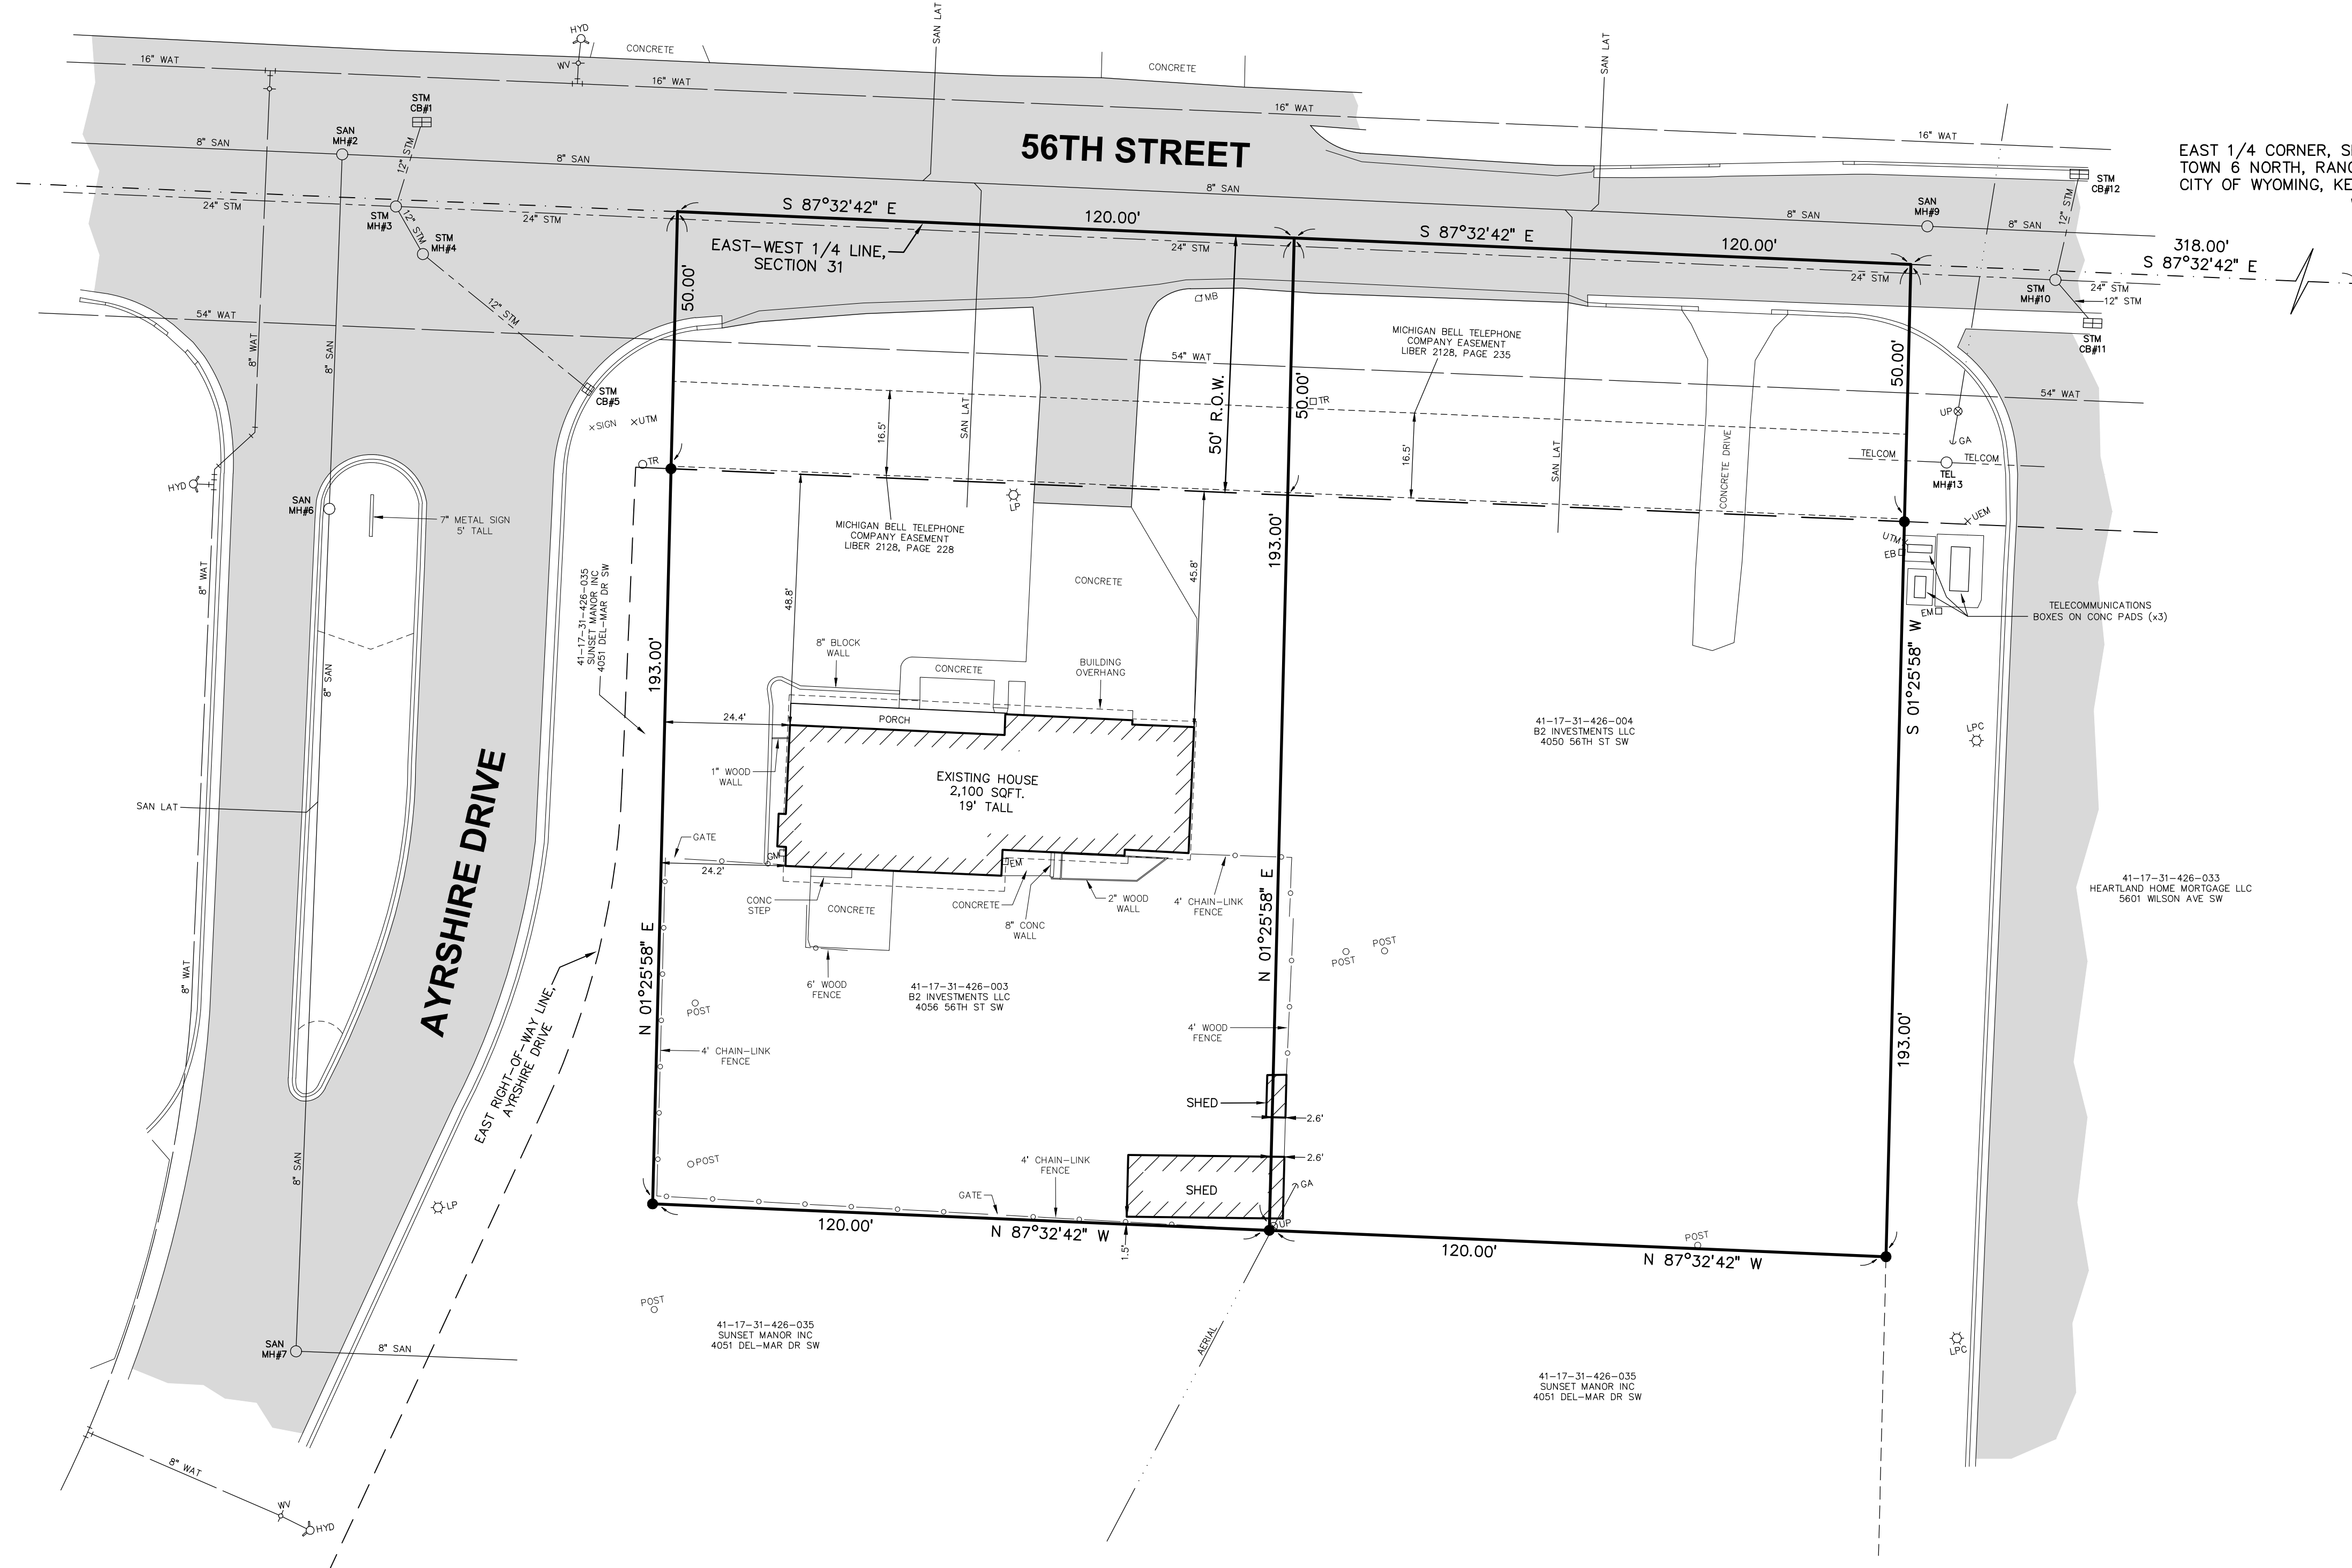 HYD
WV
CONCRETE
SAN LAT
CONCRETE
SAN LAT
16" WAT
16" WAT
16" WAT
16" WAT
STM
CB#1
12" STM
SAN
MH#2
8" SAN
8" SAN
8" SAN
8" SAN
8" SAN
56TH STREET
EAST 1/4 CORNER,
TOWN 6 NORTH,
CITY OF WYOMING,
STM
CB#12
12" STM
SAN
MH#9
24" STM
STM
MH#3
24" STM
12" STM
STM
MH#4
S 87°32'42" E
120.00'
EAST-WEST 1/4 LINE,
SECTION 31
24" STM
S 87°32'42" E
120.00'
24" STM
318.00'
S 87°32'42" E
STM
MH#10
24" STM
12" STM
STM
CB#11
50.00'
12" STM
54" WAT
8" WAT
8" SAN
MB
MICHIGAN BELL TELEPHONE
COMPANY EASEMENT
LIBER 2128, PAGE 235
54" WAT
54" WAT
STM
CB#5
SIGN
UTM
16.5'
SAN LAT
50' R.O.W.
50.00'
TR
16.5'
SAN LAT
CONCRETE DRIVE
50.00'
UP
GA
TELCOM
TELCOM
TEL
MH#13
TR
HYD
SAN
MH#6
7" METAL SIGN
5' TALL
LP
MICHIGAN BELL TELEPHONE
COMPANY EASEMENT
LIBER 2128, PAGE 228
193.00'
UEM
UTM
EB
EM
TELECOMMUNICATIONS
BOXES ON CONC PADS (x3)
8" WAT
8" SAN
41-17-31-426-035
SUNSET MANOR INC
4051 DEL-MAR DR SW
48.8'
CONCRETE
45.8'
193.00'
8" BLOCK
WALL
CONCRETE
BUILDING
OVERHANG
S 01°25'58" W
24.4'
PORCH
41-17-31-426-004
B2 INVESTMENTS LLC
4050 56TH ST SW
LPC
1" WOOD
WALL
EXISTING HOUSE
2,100 SQFT.
19' TALL
SAN LAT
AYRSHIRE DRIVE
GATE
GM
EM
24.2'
CONC
STEP
CONCRETE
CONCRETE
8" CONC
WALL
2" WOOD
WALL
4' CHAIN-LINK
FENCE
41-17-31-426-033
HEARTLAND HOME MORTGAGE LLC
5601 WILSON AVE SW
N 01°25'58" E
N 01°25'58" E
POST
POST
8" WAT
6' WOOD
FENCE
41-17-31-426-003
B2 INVESTMENTS LLC
4056 56TH ST SW
POST
4' WOOD
FENCE
193.00'
EAST RIGHT-OF-WAY LINE,
AYRSHIRE DRIVE
4' CHAIN-LINK
FENCE
SHED
2.6'
2.6'
8" SAN
POST
4' CHAIN-LINK
FENCE
GATE
SHED
GA
UP
LP
120.00'
N 87°32'42" W
1.5'
120.00'
POST
N 87°32'42" W
POST
41-17-31-426-035
SUNSET MANOR INC
4051 DEL-MAR DR SW
AERIAL
SAN
MH#7
8" SAN
LPC
41-17-31-426-035
SUNSET MANOR INC
4051 DEL-MAR DR SW
8" WAT
WV
HYD